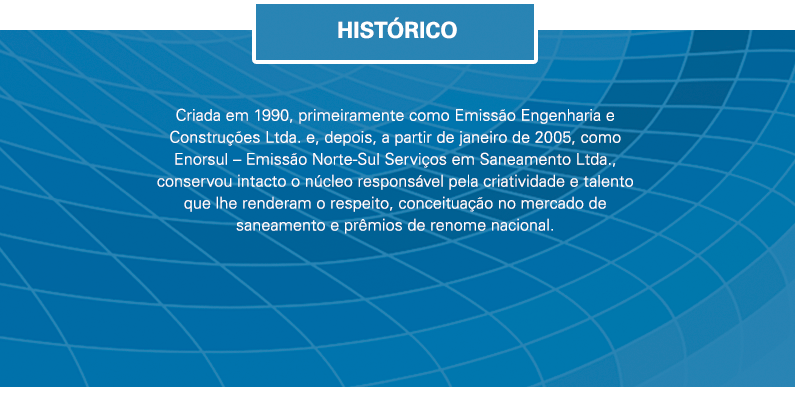 HISTÓRICO
Criada em 1990, primeiramente como Emissão Engenharia e
Construções Ltda. e, depois, a partir de janeiro de 2005, como
Enorsul – Emissão Norte-Sul Serviços em Saneamento Ltda.,
conservou intacto o núcleo responsável pela criatividade e talento
que lhe renderam o respeito, conceituação no mercado de
saneamento e prêmios de renome nacional.